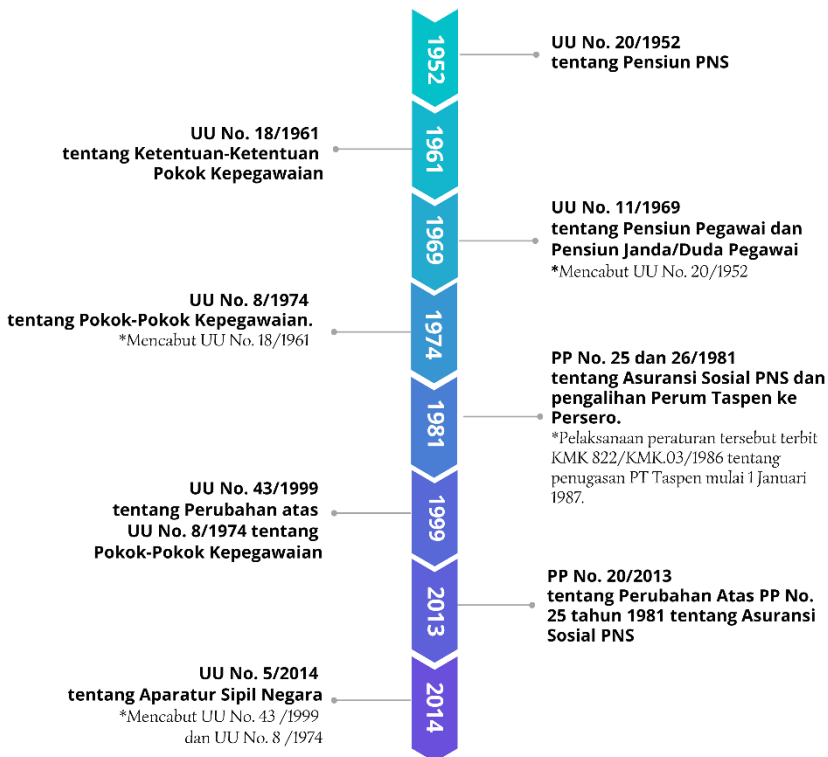 1952
UU No. 20/1952
tentang Pensiun PNS
1961
UU No. 18/1961
tentang Ketentuan-Ketentuan
Pokok Kepegawaian
1969
UU No. 11/1969
tentang Pensiun Pegawai dan
Pensiun Janda/Duda Pegawai
*Mencabut UU No. 20/1952
1974
UU No. 8/1974
tentang Pokok-Pokok Kepegawaian.
*Mencabut UU No. 18/1961
1981
PP No. 25 dan 26/1981
tentang Asuransi Sosial PNS dan
pengalihan Perum Taspen ke
Persero.
*Pelaksanaan peraturan tersebut terbit
KMK 822/KMK.03/1986 tentang
penugasan PT Taspen mulai 1 Januari
1987.
1999
UU No. 43/1999
tentang Perubahan atas
UU No. 8/1974 tentang
Pokok-Pokok Kepegawaian
2013
PP No. 20/2013
tentang Perubahan Atas PP No.
25 tahun 1981 tentang Asuransi
Sosial PNS
2014
UU No. 5/2014
tentang Aparatur Sipil Negara
*Mencabut UU No. 43 /1999
dan UU No. 8 /1974